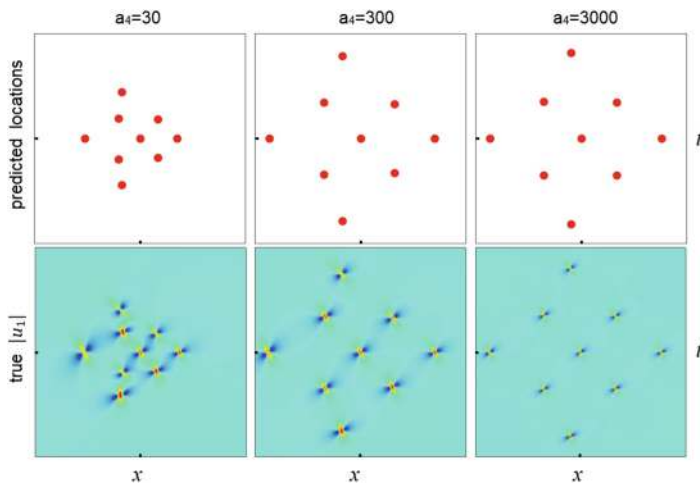 a₄=30 a₄=300 a₄=3000
predicted locations
true |u₁|
x x x